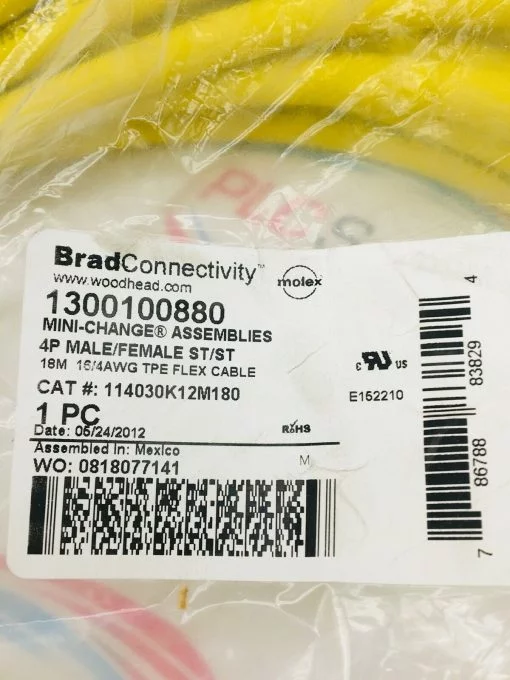 PLC S
BradConnectivity™
www.woodhead.com
molex
1300100880
MINI-CHANGE® ASSEMBLIES
4P MALE/FEMALE ST/ST
18M 16/4AWG TPE FLEX CABLE
CAT #: 114030K12M180
1 PC
Date: 05/24/2012
RoHS
Assembled In: Mexico
M
WO: 0818077141
c RU US
E152210
7 86788 83829 4